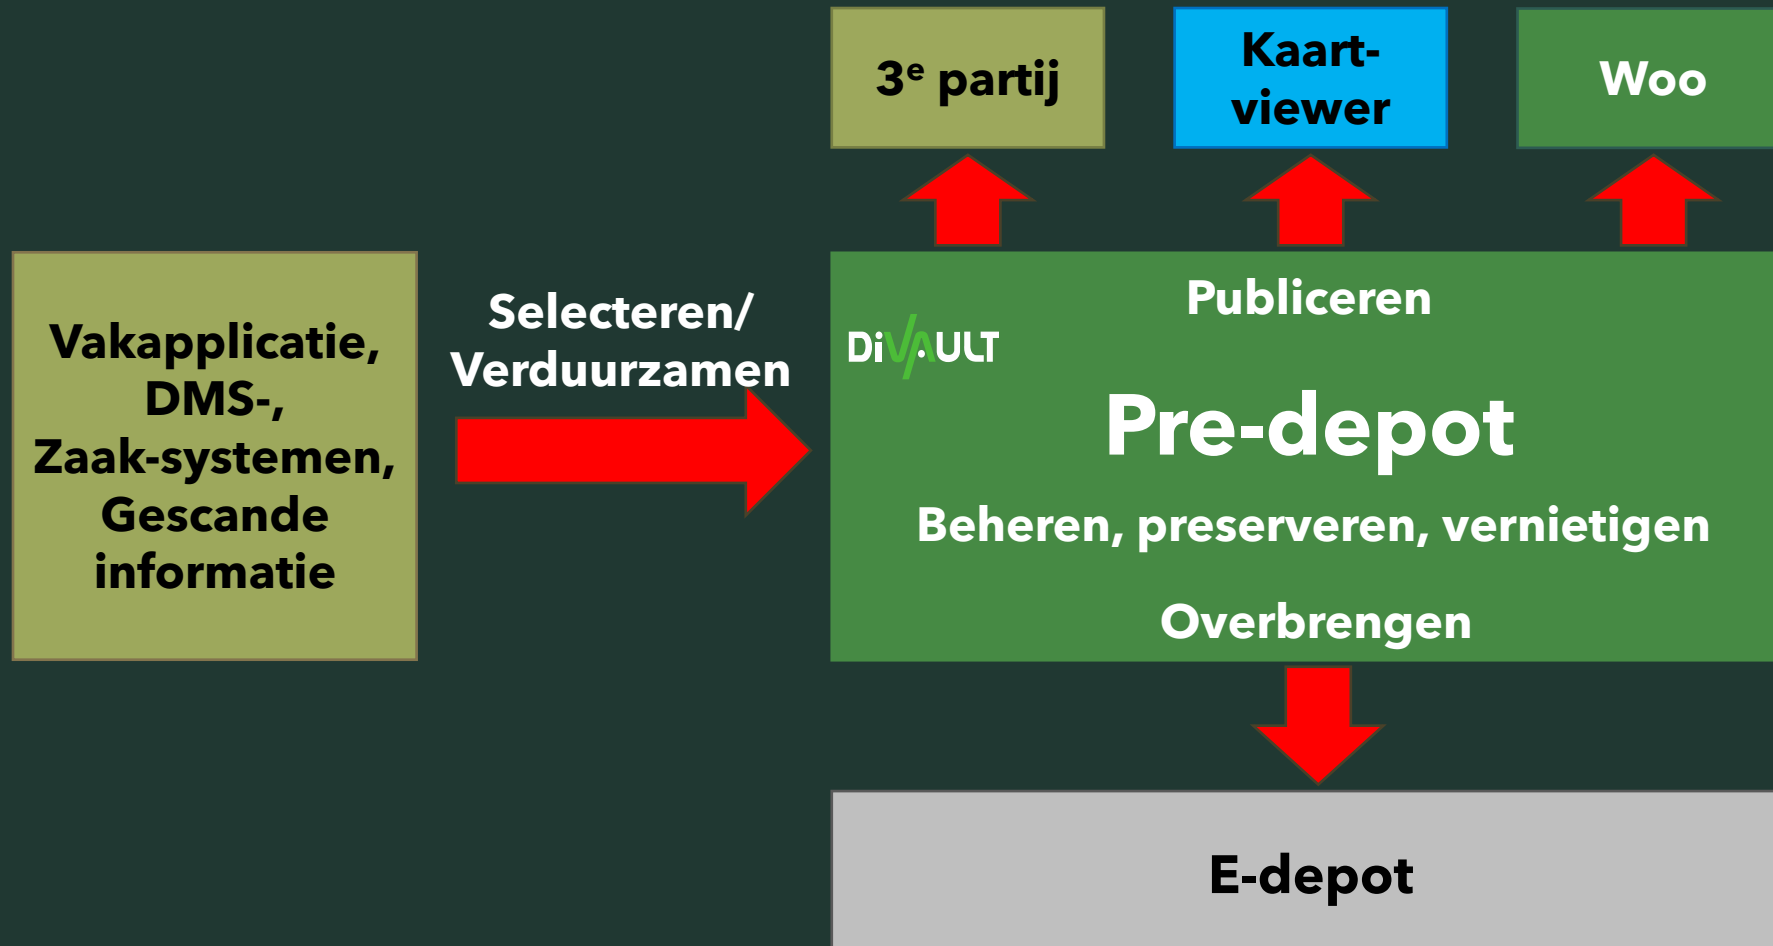 3e partij
Kaart-
viewer
Woo
Vakapplicatie,
DMS-,
Zaak-systemen,
Gescande
informatie
Selecteren/
Verduurzamen
DiVAULT
Publiceren
Pre-depot
Beheren, preserveren, vernietigen
Overbrengen
E-depot